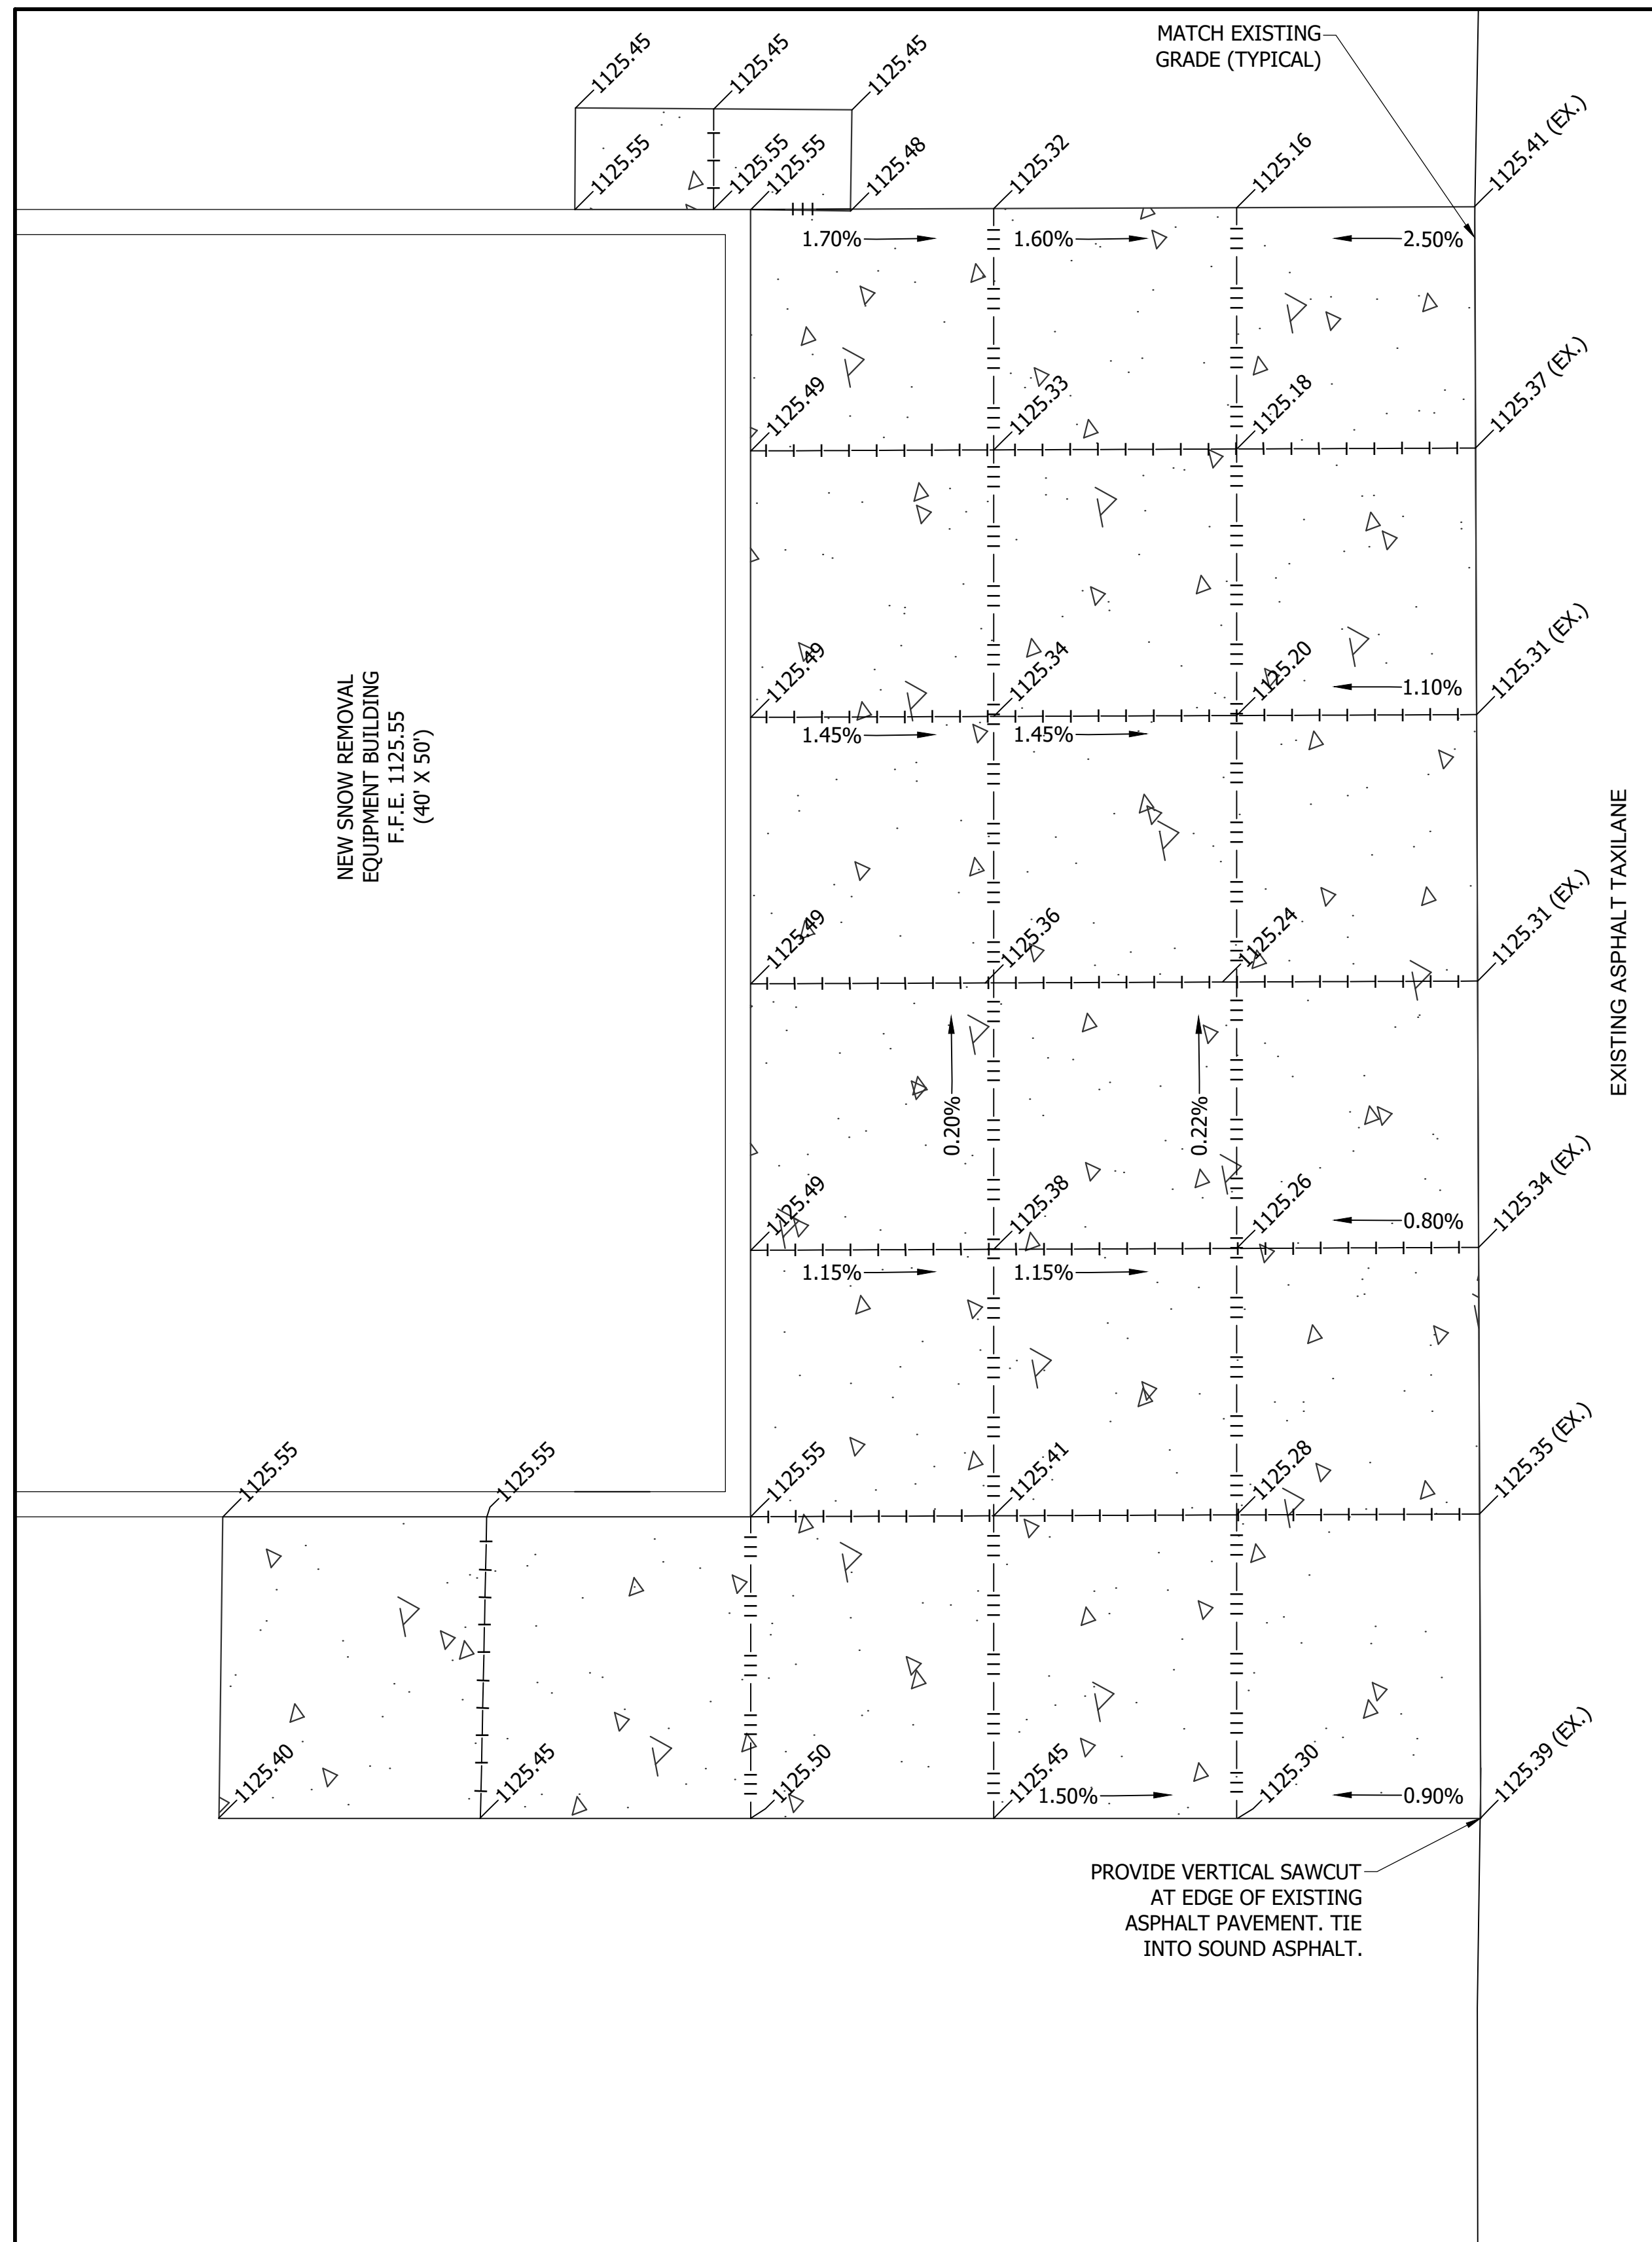 MATCH EXISTING
GRADE (TYPICAL)
1125.45
1125.45
1125.45
1125.55
1125.55
1125.55
1125.48
1125.32
1125.16
1125.41 (EX.)
1.70%
1.60%
2.50%
1125.49
1125.33
1125.18
1125.37 (EX.)
1125.49
1125.34
1125.20
1125.31 (EX.)
1.10%
1.45%
1.45%
NEW SNOW REMOVAL
EQUIPMENT BUILDING
F.F.E. 1125.55
(40' X 50')
EXISTING ASPHALT TAXILANE
1125.49
1125.36
1125.24
1125.31 (EX.)
0.20%
0.22%
1125.49
1125.38
1125.26
1125.34 (EX.)
0.80%
1.15%
1.15%
1125.55
1125.55
1125.55
1125.41
1125.28
1125.35 (EX.)
1125.40
1125.45
1125.50
1125.45
1125.30
1125.39 (EX.)
1.50%
0.90%
PROVIDE VERTICAL SAWCUT
AT EDGE OF EXISTING
ASPHALT PAVEMENT. TIE
INTO SOUND ASPHALT.